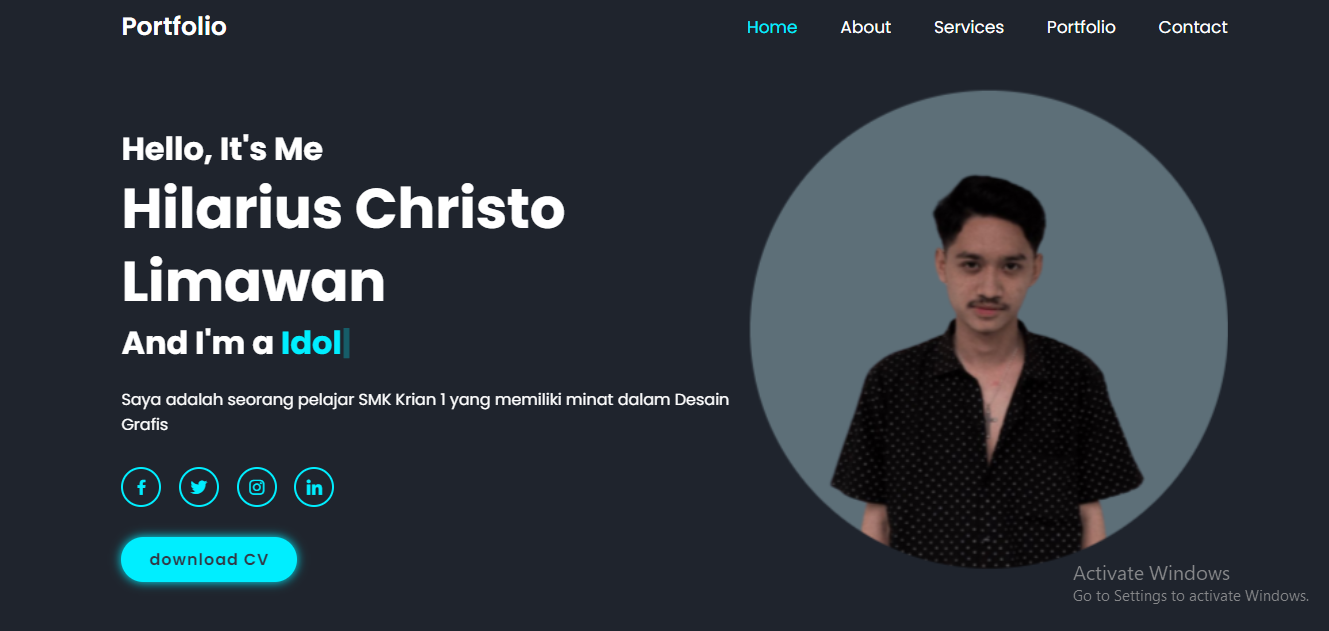 Portfolio
Home About Services Portfolio Contact
Hello, It's Me
Hilarius Christo
Limawan
And I'm a Idol
Saya adalah seorang pelajar SMK Krian 1 yang memiliki minat dalam Desain
Grafis
download CV
Activate Windows
Go to Settings to activate Windows.